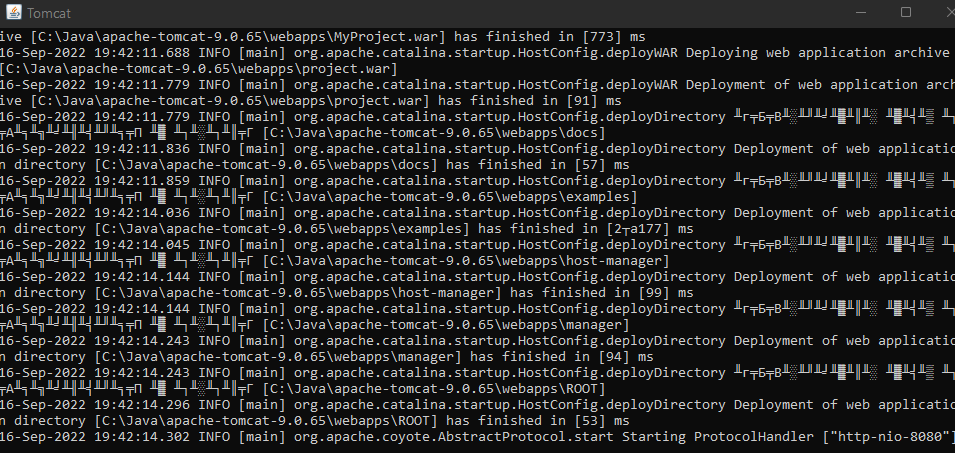 ive [C:\Java\apache-tomcat-9.0.65\webapps\MyProject.war] has finished in [773] ms
16-Sep-2022 19:42:11.688 INFO [main] org.apache.catalina.startup.HostConfig.deployWAR Deploying web application archive
[C:\Java\apache-tomcat-9.0.65\webapps\project.war]
16-Sep-2022 19:42:11.779 INFO [main] org.apache.catalina.startup.HostConfig.deployWAR Deployment of web application arch
ive [C:\Java\apache-tomcat-9.0.65\webapps\project.war] has finished in [91] ms
16-Sep-2022 19:42:11.779 INFO [main] org.apache.catalina.startup.HostConfig.deployDirectory ╨г╤Б╤В╨░╨╜╨╛╨▓╨║╨░ ╨▓╨╡╨▒ ╨┐
╤А╨╕╨╗╨╛╨╢╨╡╨╜╨╕╤П ╨▓ ╨┐╨░╨┐╨║╤Г [C:\Java\apache-tomcat-9.0.65\webapps\docs]
16-Sep-2022 19:42:11.836 INFO [main] org.apache.catalina.startup.HostConfig.deployDirectory Deployment of web applicatio
n directory [C:\Java\apache-tomcat-9.0.65\webapps\docs] has finished in [57] ms
16-Sep-2022 19:42:11.859 INFO [main] org.apache.catalina.startup.HostConfig.deployDirectory ╨г╤Б╤В╨░╨╜╨╛╨▓╨║╨░ ╨▓╨╡╨▒ ╨┐
╤А╨╕╨╗╨╛╨╢╨╡╨╜╨╕╤П ╨▓ ╨┐╨░╨┐╨║╤Г [C:\Java\apache-tomcat-9.0.65\webapps\examples]
16-Sep-2022 19:42:14.036 INFO [main] org.apache.catalina.startup.HostConfig.deployDirectory Deployment of web applicatio
n directory [C:\Java\apache-tomcat-9.0.65\webapps\examples] has finished in [2┬а177] ms
16-Sep-2022 19:42:14.045 INFO [main] org.apache.catalina.startup.HostConfig.deployDirectory ╨г╤Б╤В╨░╨╜╨╛╨▓╨║╨░ ╨▓╨╡╨▒ ╨┐
╤А╨╕╨╗╨╛╨╢╨╡╨╜╨╕╤П ╨▓ ╨┐╨░╨┐╨║╤Г [C:\Java\apache-tomcat-9.0.65\webapps\host-manager]
16-Sep-2022 19:42:14.144 INFO [main] org.apache.catalina.startup.HostConfig.deployDirectory Deployment of web applicatio
n directory [C:\Java\apache-tomcat-9.0.65\webapps\host-manager] has finished in [99] ms
16-Sep-2022 19:42:14.144 INFO [main] org.apache.catalina.startup.HostConfig.deployDirectory ╨г╤Б╤В╨░╨╜╨╛╨▓╨║╨░ ╨▓╨╡╨▒ ╨┐
╤А╨╕╨╗╨╛╨╢╨╡╨╜╨╕╤П ╨▓ ╨┐╨░╨┐╨║╤Г [C:\Java\apache-tomcat-9.0.65\webapps\manager]
16-Sep-2022 19:42:14.243 INFO [main] org.apache.catalina.startup.HostConfig.deployDirectory Deployment of web applicatio
n directory [C:\Java\apache-tomcat-9.0.65\webapps\manager] has finished in [94] ms
16-Sep-2022 19:42:14.243 INFO [main] org.apache.catalina.startup.HostConfig.deployDirectory ╨г╤Б╤В╨░╨╜╨╛╨▓╨║╨░ ╨▓╨╡╨▒ ╨┐
╤А╨╕╨╗╨╛╨╢╨╡╨╜╨╕╤П ╨▓ ╨┐╨░╨┐╨║╤Г [C:\Java\apache-tomcat-9.0.65\webapps\ROOT]
16-Sep-2022 19:42:14.296 INFO [main] org.apache.catalina.startup.HostConfig.deployDirectory Deployment of web applicatio
n directory [C:\Java\apache-tomcat-9.0.65\webapps\ROOT] has finished in [53] ms
16-Sep-2022 19:42:14.302 INFO [main] org.apache.coyote.AbstractProtocol.start Starting ProtocolHandler ["http-nio-8080"]
Tomcat